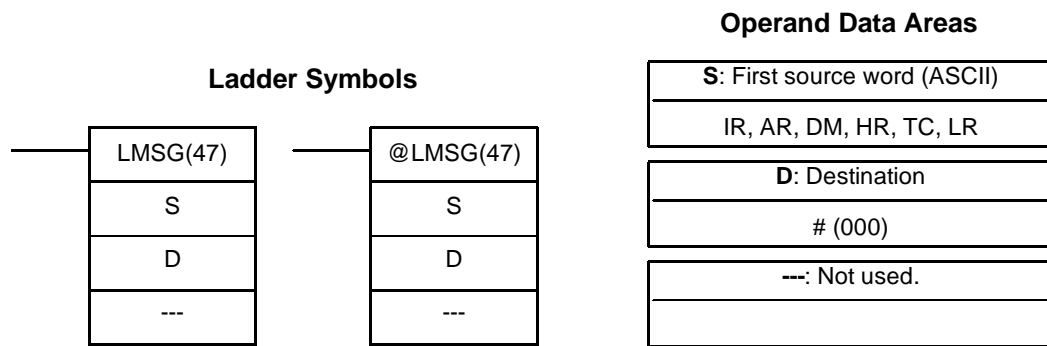 Ladder Symbols
LMSG(47)
S
D
---
@LMSG(47)
S
D
---
Operand Data Areas
S: First source word (ASCII)
IR, AR, DM, HR, TC, LR
D: Destination
# (000)
---: Not used.